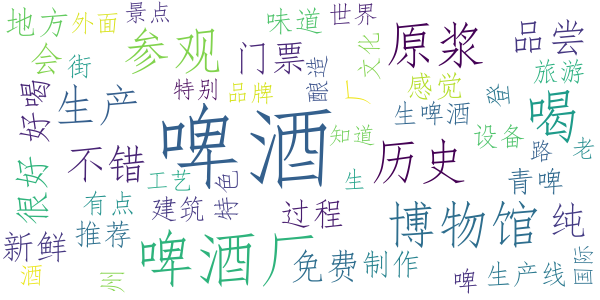 地方
外面
景点
味道
世界
会
街
参观
门票
文化
原浆
品尝
好喝
特别
品牌
酿造
厂
感觉
登
旅游
生产
啤酒
生啤酒
喝
知道
设备
不错
历史
路
老
很好
工艺
特色
生
青啤
有点
建筑
过程
博物馆
纯
新鲜
推荐
啤酒厂
免费
制作
酒
州
啤
生产线
国际